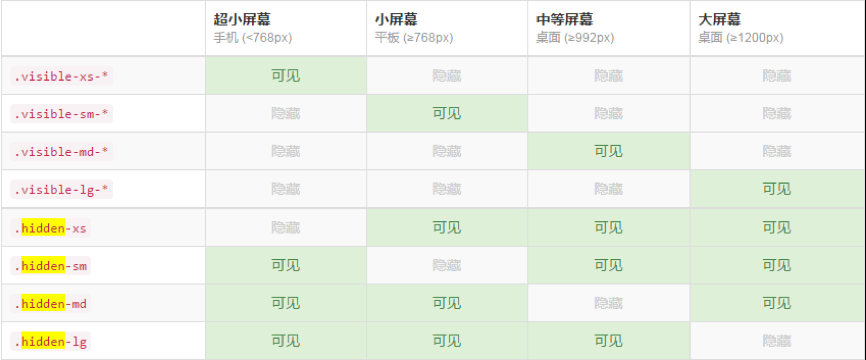 超小屏幕 小屏幕 中等屏幕 大屏幕
手机 (<768px) 平板 (≥768px) 桌面 (≥992px) 桌面 (≥1200px)
.visible-xs-* 可见 隐藏 隐藏 隐藏
.visible-sm-* 隐藏 可见 隐藏 隐藏
.visible-md-* 隐藏 隐藏 可见 隐藏
.visible-lg-* 隐藏 隐藏 隐藏 可见
.hidden-xs 隐藏 可见 可见 可见
.hidden-sm 可见 隐藏 可见 可见
.hidden-md 可见 可见 隐藏 可见
.hidden-lg 可见 可见 可见 隐藏